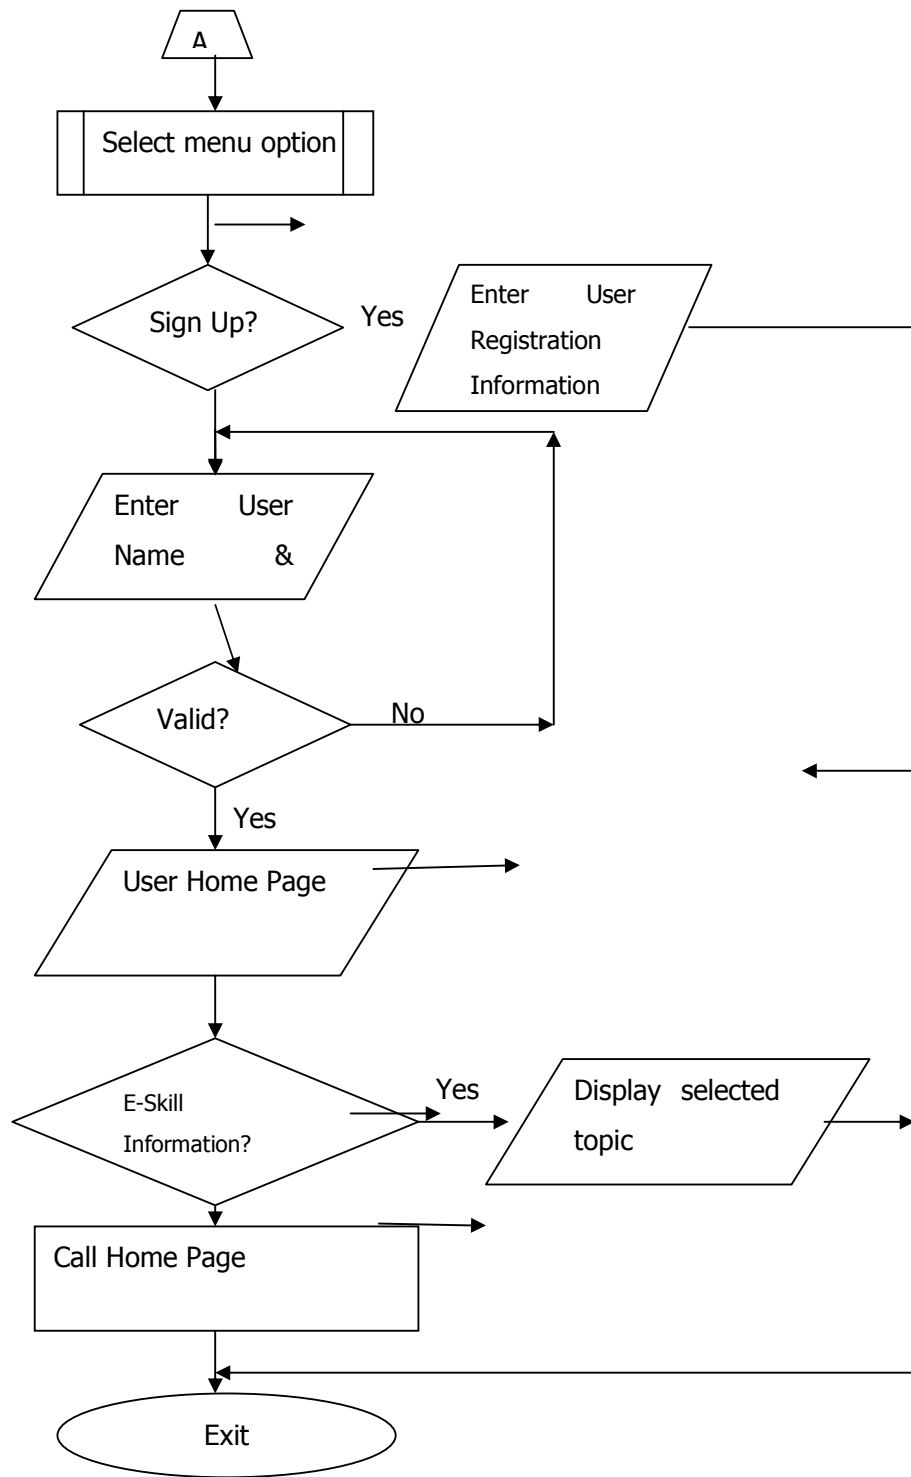 A
Select menu option
Sign Up?
Yes
Enter User
Registration
Information
Enter User
Name &
Valid?
No
Yes
User Home Page
E-Skill
Information?
Yes
Display selected
topic
Call Home Page
Exit